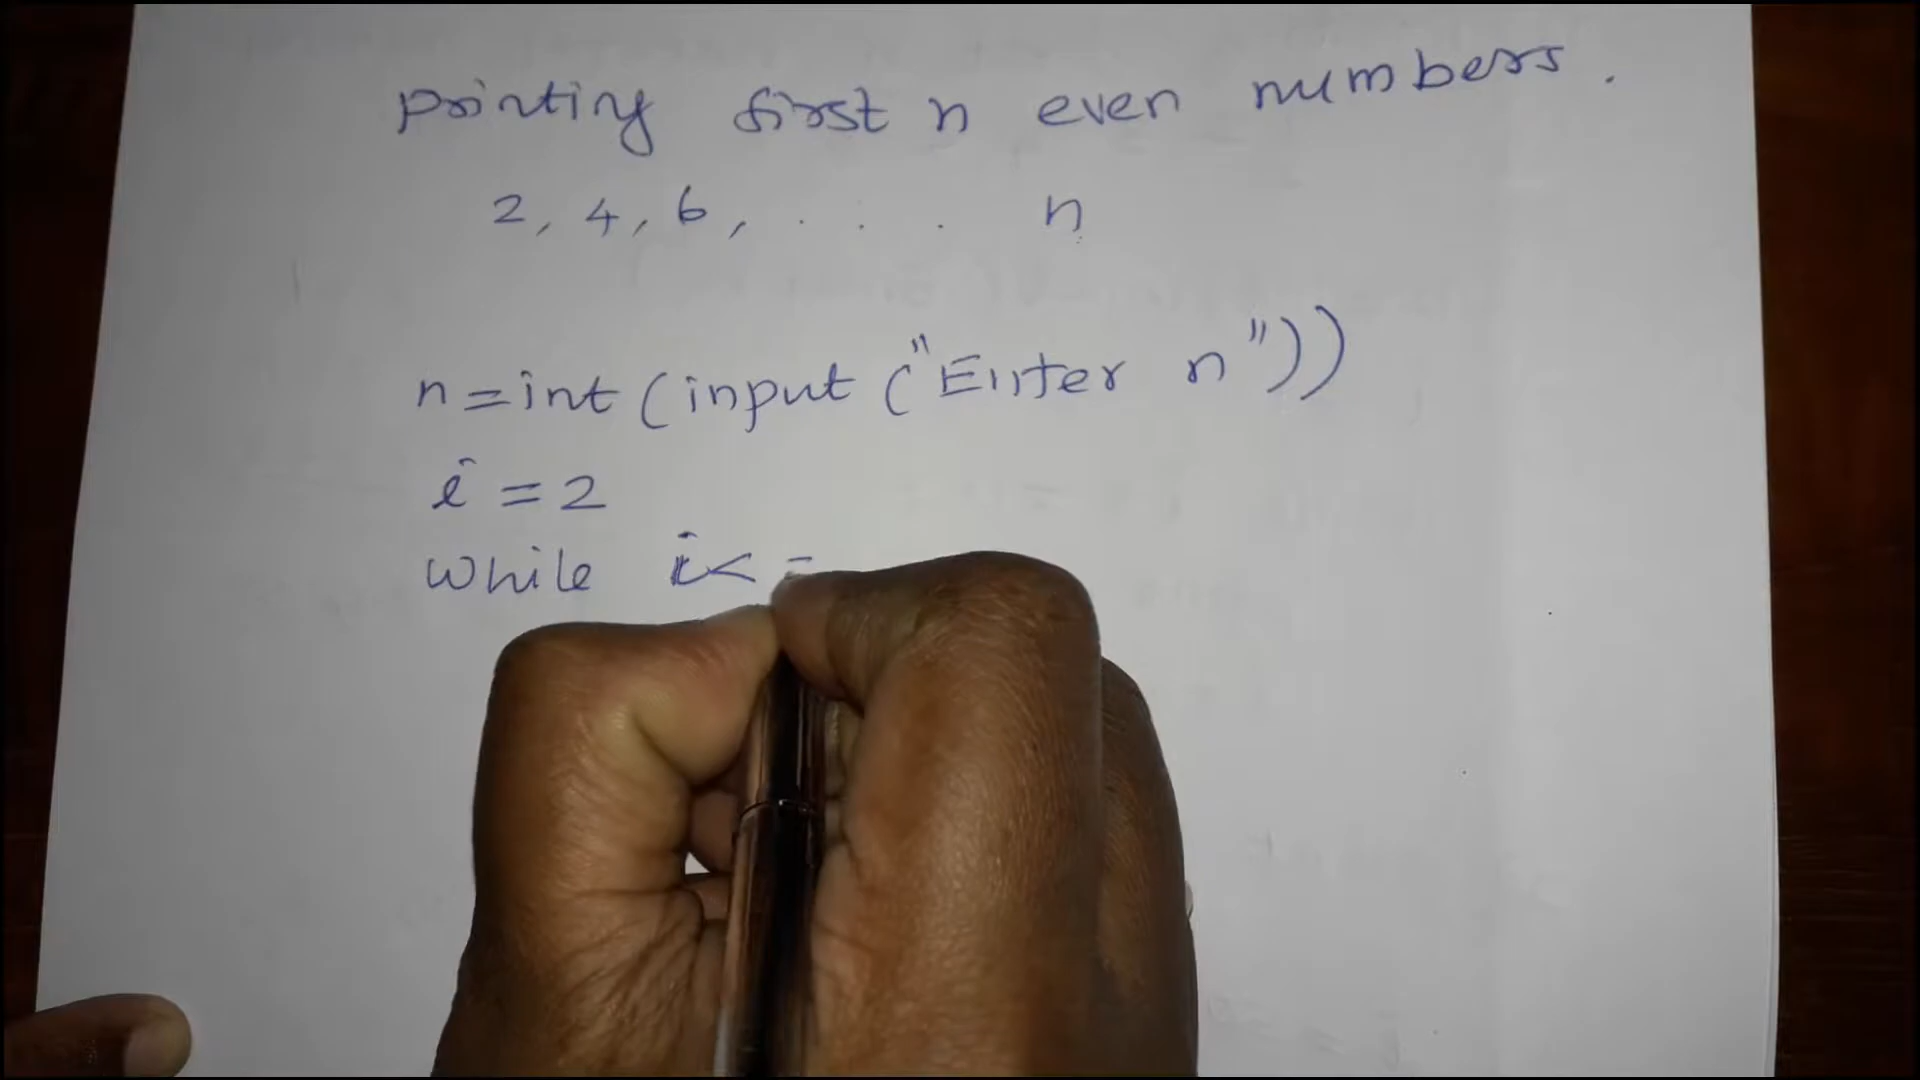 printing first n even numbers.
2, 4, 6, . . . n
n=int(input("Enter n"))
i=2
while i<=